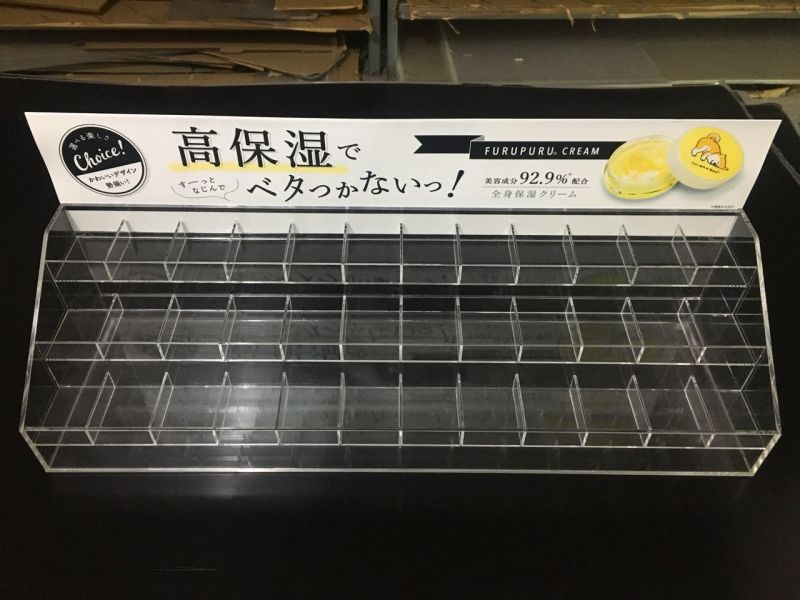 選べる楽しさ
Choice!
かわいいデザイン
勢揃い!
高保湿で
すーっと
なじんで
ベタつかないっ!
FURUPURU® CREAM
美容成分92.9%※配合
全身保湿クリーム